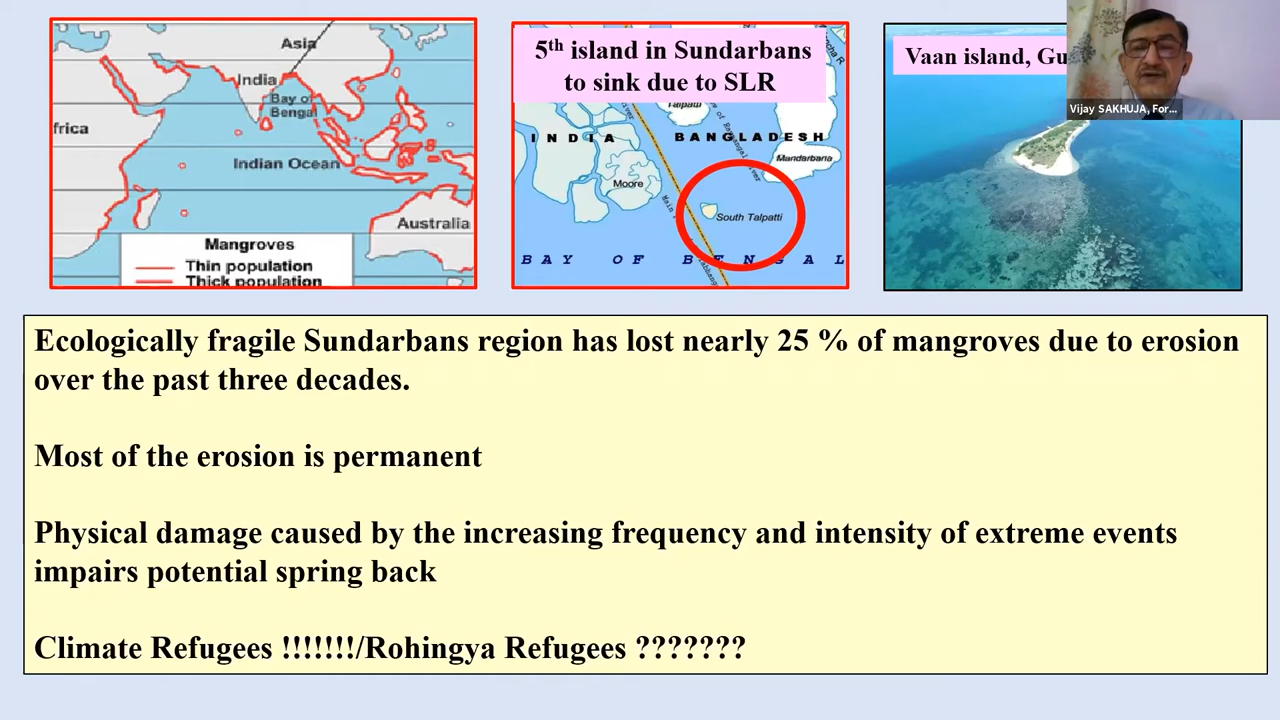 Asia
India
Bay of
Bengal
frica
Indian Ocean
Australia
Mangroves
Thin population
Thick population
5th island in Sundarbans
to sink due to SLR
Talpatti
INDIA
BANGLADESH
Mandarbaria
Moore
South Talpatti
BAY OF BENGAL
Vaan island, Gu
Vijay SAKHUJA, For...
Ecologically fragile Sundarbans region has lost nearly 25 % of mangroves due to erosion
over the past three decades.
Most of the erosion is permanent
Physical damage caused by the increasing frequency and intensity of extreme events
impairs potential spring back
Climate Refugees !!!!!!!/Rohingya Refugees ???????